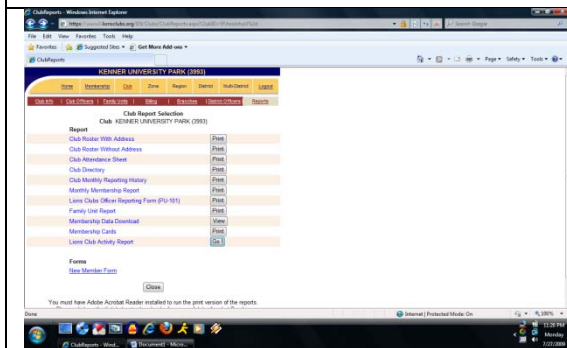 ClubReports - Windows Internet Explorer
File Edit View Favorites Tools Help
Favorites Suggested Sites Get More Add-ons
ClubReports
Page Safety Tools
KENNER UNIVERSITY PARK (3993)
Home Membership Club Zone Region District Multi-District Logout
Club Info | Club Officers | Family Units | Billing | Branches | District Officers Reports
Club Report Selection
Club KENNER UNIVERSITY PARK (3993)
Report
Club Roster With Address Print
Club Roster Without Address Print
Club Attendance Sheet Print
Club Directory Print
Club Monthly Reporting History Print
Monthly Membership Report Print
Lions Clubs Officer Reporting Form (PU-101) Print
Family Unit Report Print
Membership Data Download View
Membership Cards Print
Lions Club Activity Report Go !
Forms
New Member Form
Close
You must have Adobe Acrobat Reader installed to run the print version of the reports.
Done Internet | Protected Mode: On 100%
11:26 PM
Monday
7/27/2009
ClubReports - Wind... Document1 - Micro...